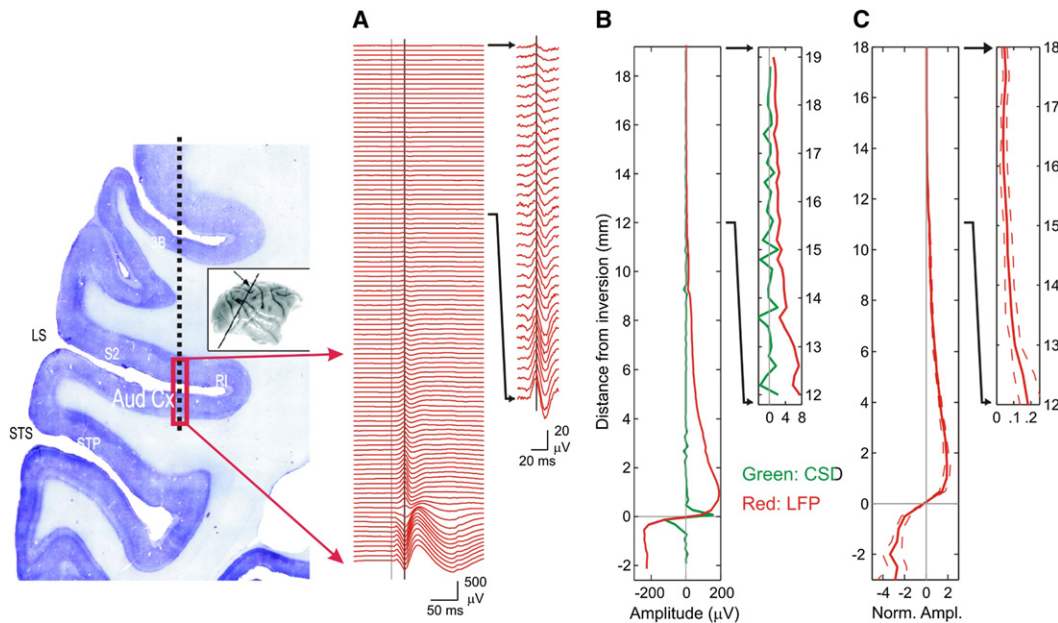 A
B
C
3B
LS
S2
RI
Aud Cx
STS
STP
20
µV
20 ms
500
µV
50 ms
Distance from inversion (mm)
18
16
14
12
10
8
6
4
2
0
-2
-200 0 200
Amplitude (µV)
19
18
17
16
15
14
13
12
0 4 8
Green: CSD
Red: LFP
18
16
14
12
10
8
6
4
2
0
-2
-4 -2 0 2
Norm. Ampl.
18
17
16
15
14
13
12
0 .1 .2